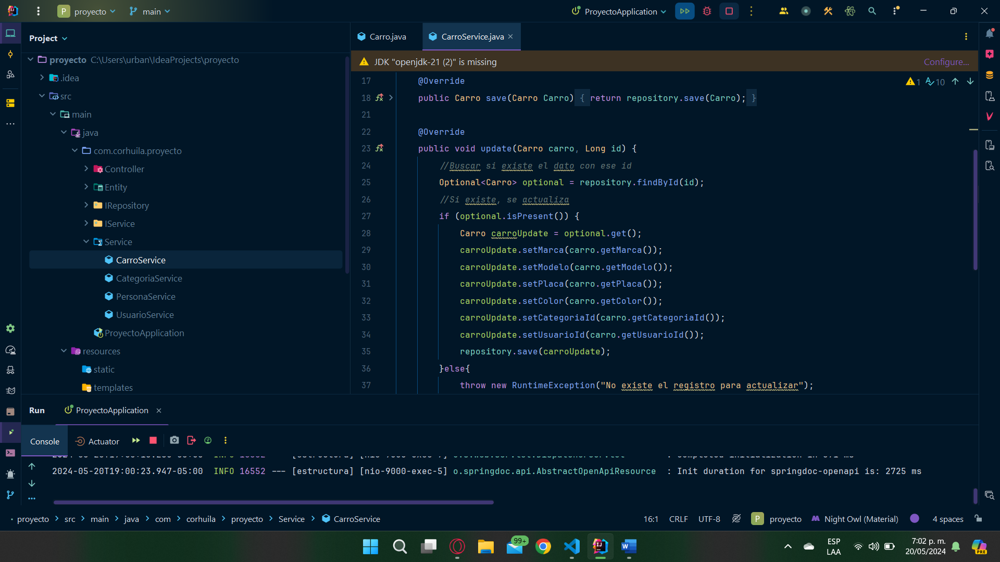 P proyecto main ProyectoApplication
Project
Carro.java CarroService.java
JDK "openjdk-21 (2)" is missing Configure...
proyecto C:\Users\urban\IdeaProjects\proyecto
.idea
src
main
java
com.corhuila.proyecto
Controller
Entity
IRepository
IService
Service
CarroService
CategoriaService
PersonaService
UsuarioService
ProyectoApplication
resources
static
templates
1 10
17 @Override
18 public Carro save(Carro Carro) { return repository.save(Carro); }
21
22 @Override
23 public void update(Carro carro, Long id) {
24 //Buscar si existe el dato con ese id
25 Optional<Carro> optional = repository.findById(id);
26 //Si existe, se actualiza
27 if (optional.isPresent()) {
28 Carro carroUpdate = optional.get();
29 carroUpdate.setMarca(carro.getMarca());
30 carroUpdate.setModelo(carro.getModelo());
31 carroUpdate.setPlaca(carro.getPlaca());
32 carroUpdate.setColor(carro.getColor());
33 carroUpdate.setCategoriaId(carro.getCategoriaId());
34 carroUpdate.setUsuarioId(carro.getUsuarioId());
35 repository.save(carroUpdate);
36 }else{
37 throw new RuntimeException("No existe el registro para actualizar");
Run ProyectoApplication
Console Actuator
2024-05-20T19:00:23.947-05:00 INFO 16552 --- [estructura] [nio-9000-exec-5] o.springdoc.api.AbstractOpenApiResource : Init duration for springdoc-openapi is: 2725 ms
proyecto src main java com corhuila proyecto Service CarroService
16:1 CRLF UTF-8 P proyecto Night Owl (Material) 4 spaces
99+
ESP
LAA
7:02 p. m.
20/05/2024
PRE